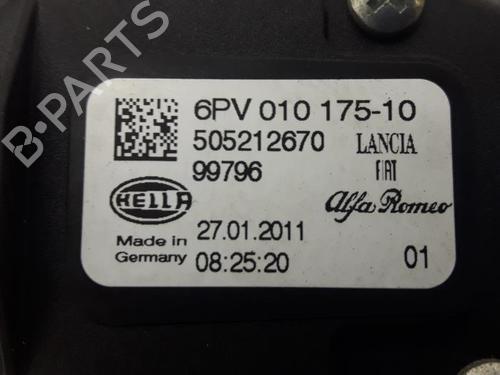 6PV 010 175-10
505212670 LANCIA
99796 FIAT
HELLA Alfa Romeo
Made in Germany 27.01.2011
08:25:20 01
B-PARTS